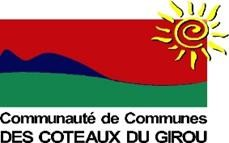 Communauté de Communes
DES COTEAUX DU GIROU